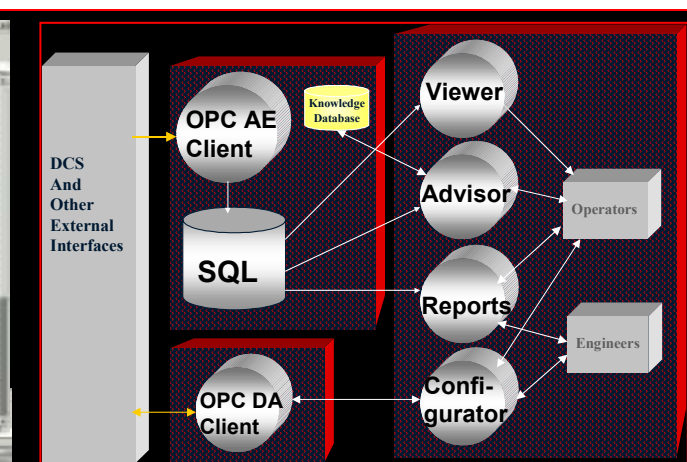 DCS
And
Other
External
Interfaces
OPC AE
Client
Knowledge
Database
SQL
OPC DA
Client
Viewer
Advisor
Reports
Confi-
gurator
Operators
Engineers